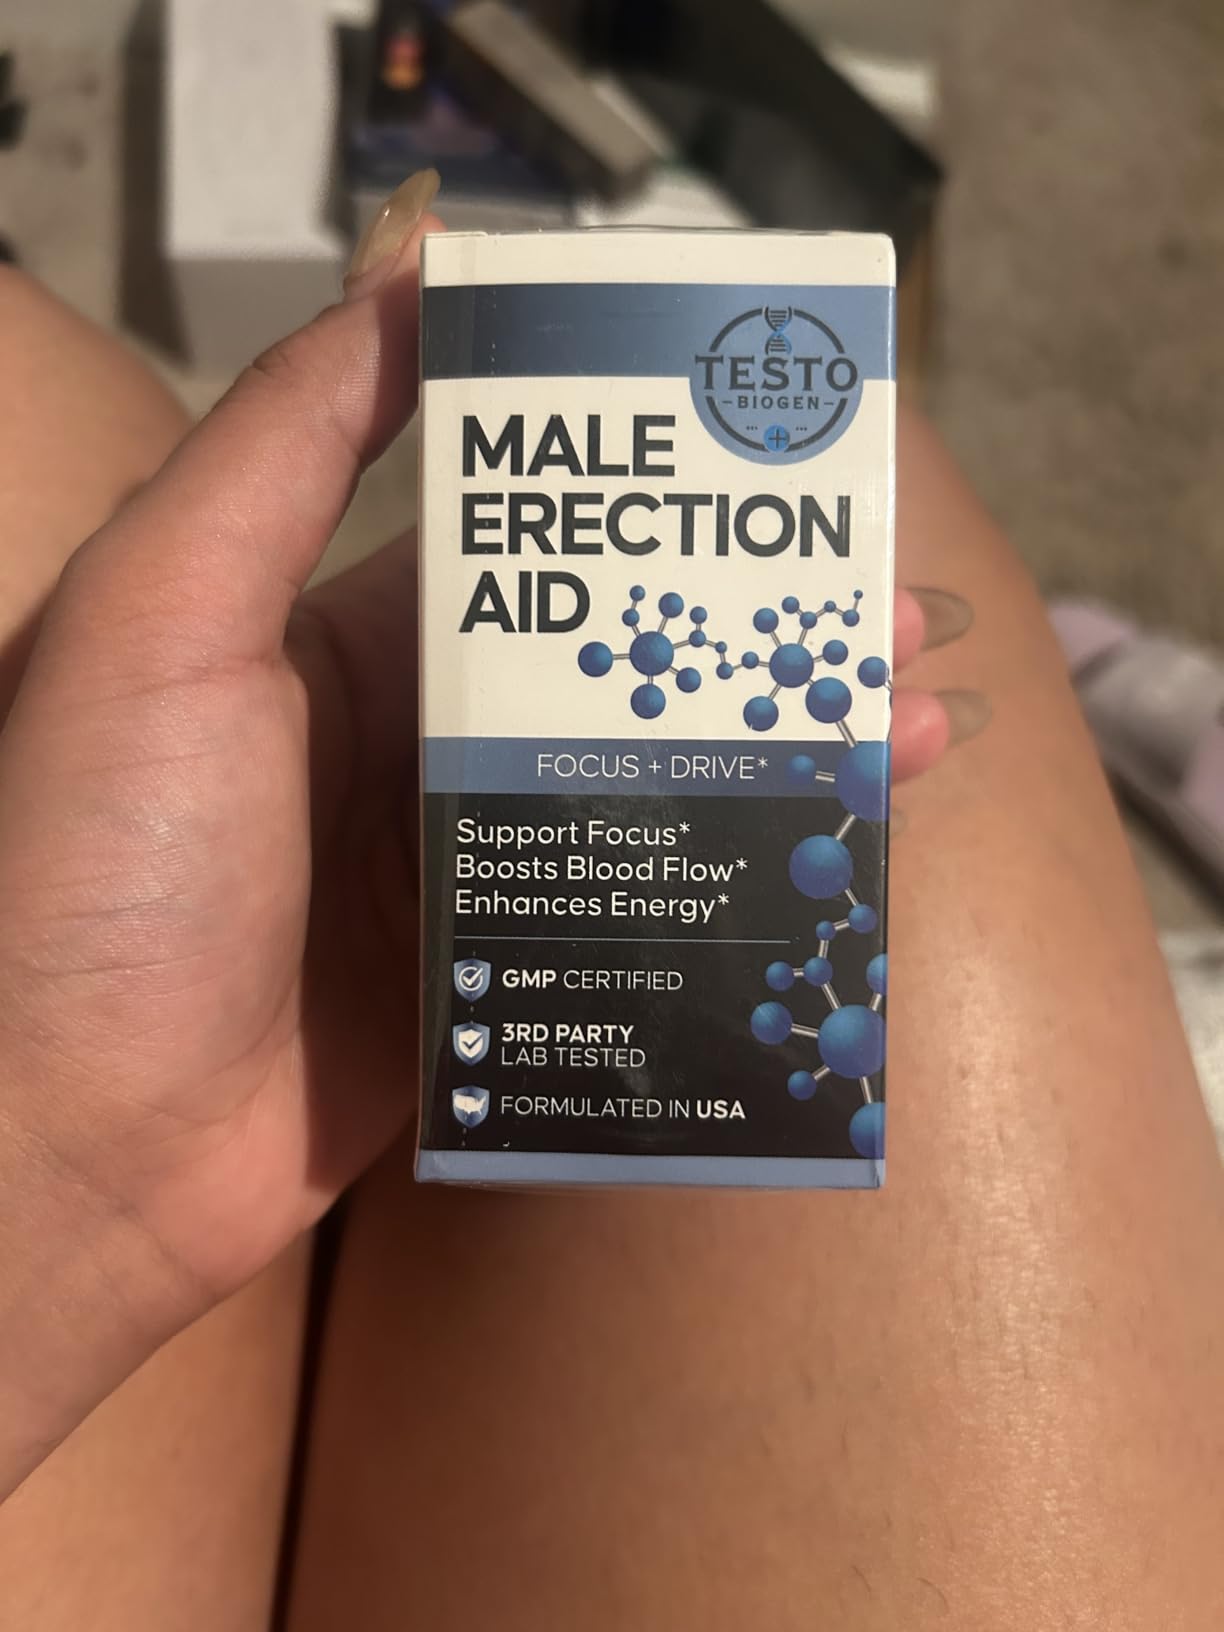 TESTO
-BIOGEN-
MALE
ERECTION
AID
FOCUS + DRIVE*
Support Focus*
Boosts Blood Flow*
Enhances Energy*
GMP CERTIFIED
3RD PARTY
LAB TESTED
FORMULATED IN USA